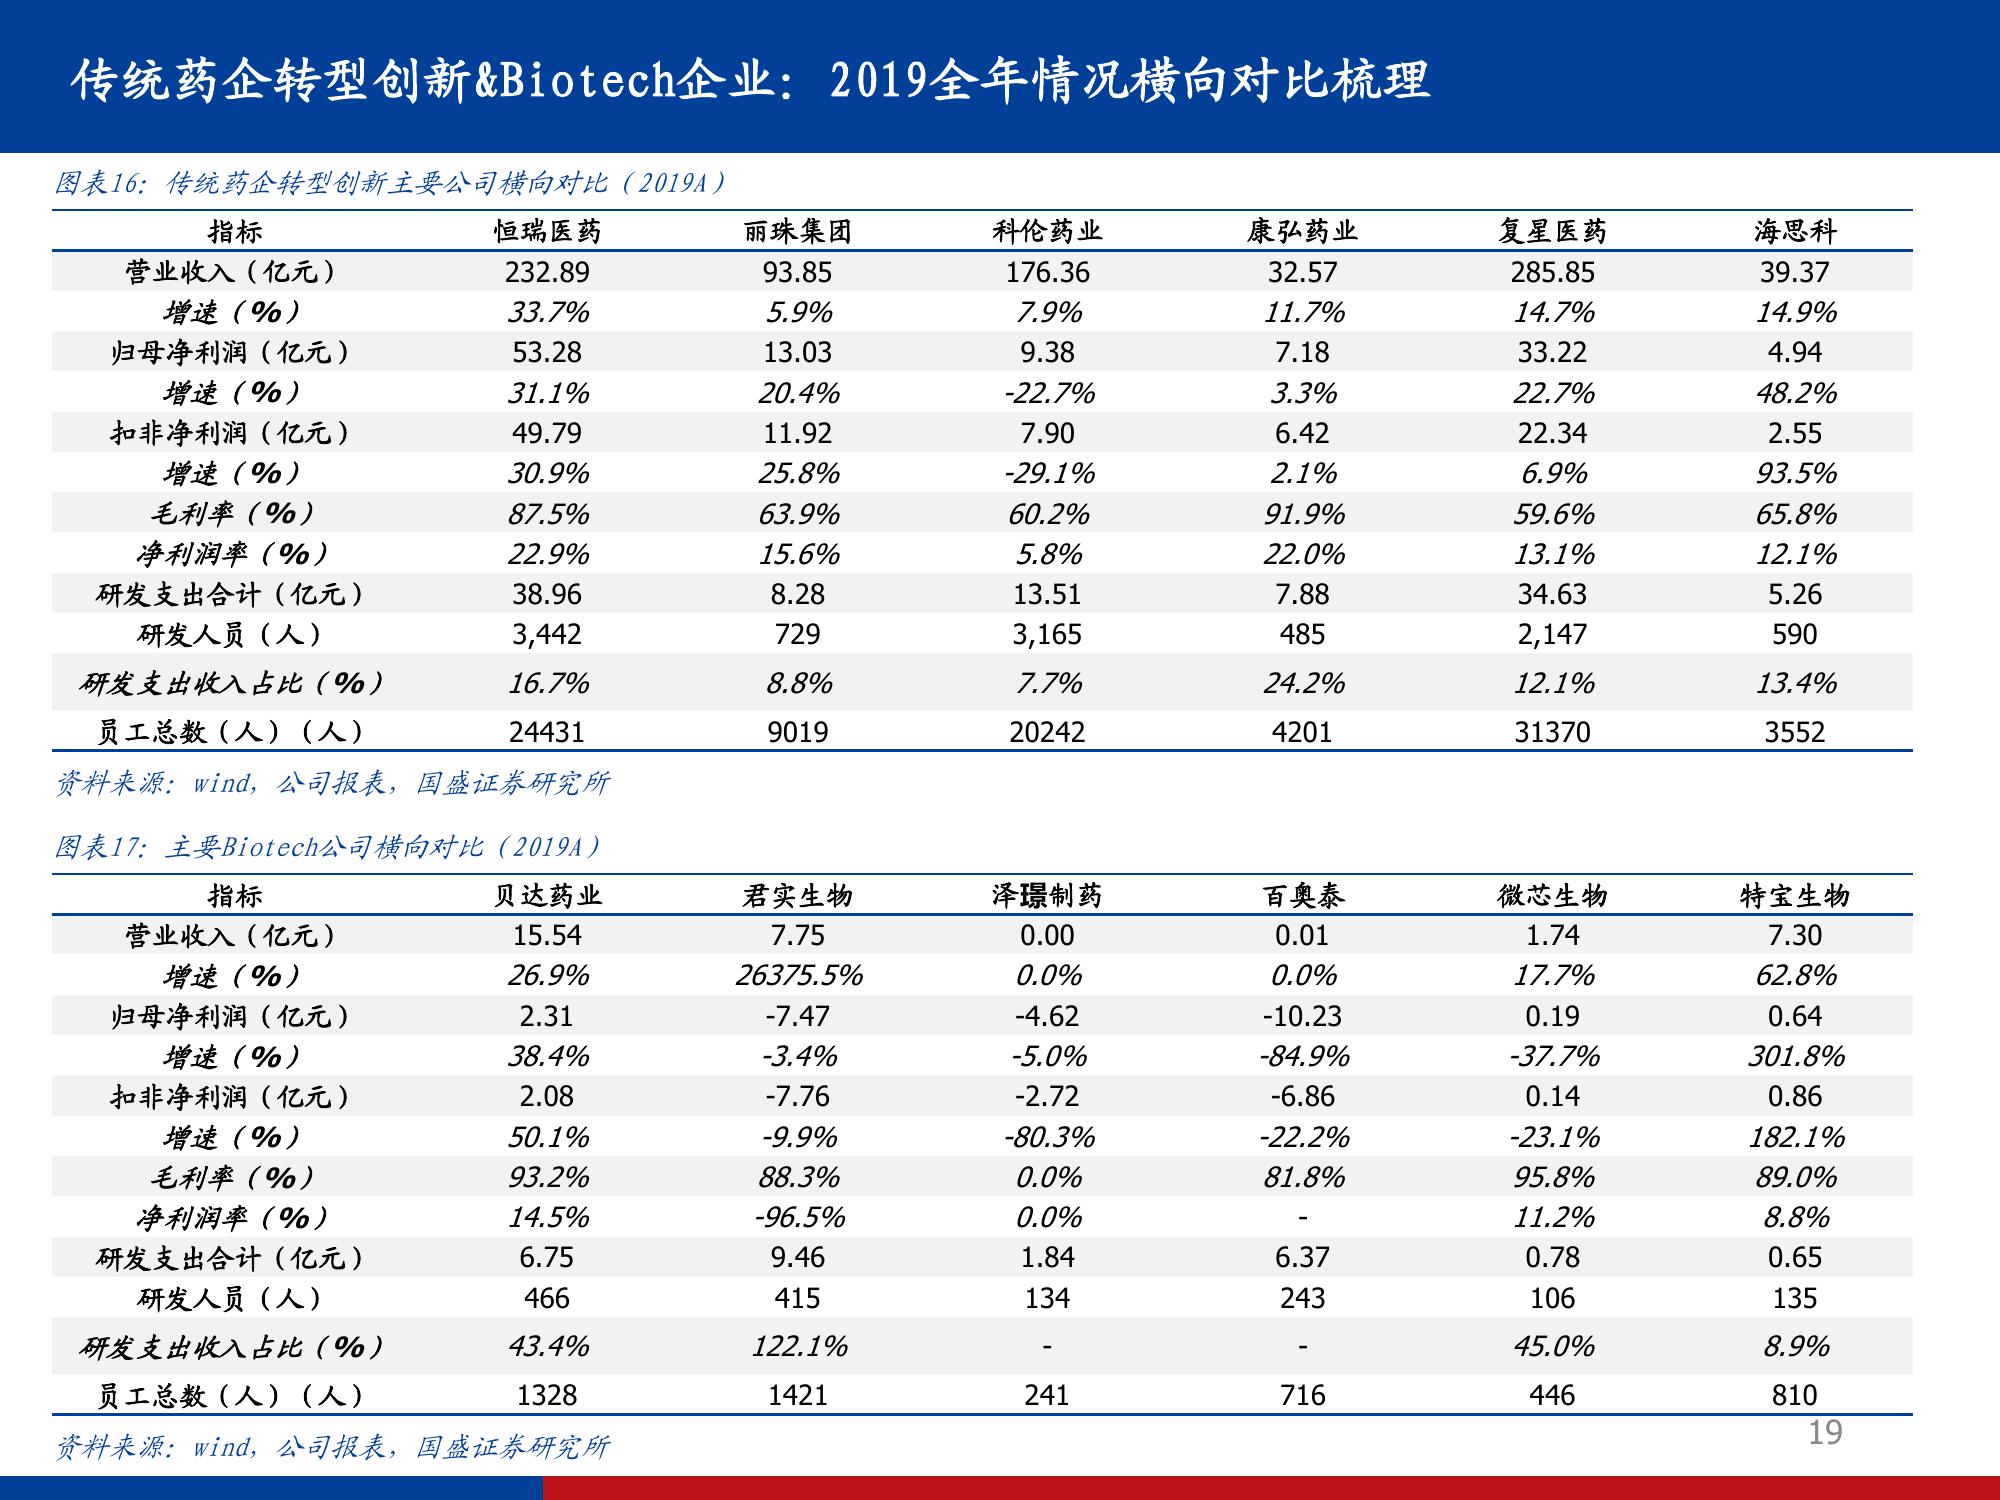 传统药企转型创新&Biotech企业：2019全年情况横向对比梳理
图表16：传统药企转型创新主要公司横向对比（2019A）
指标 恒瑞医药 丽珠集团 科伦药业 康弘药业 复星医药 海思科
营业收入（亿元） 232.89 93.85 176.36 32.57 285.85 39.37
增速（%） 33.7% 5.9% 7.9% 11.7% 14.7% 14.9%
归母净利润（亿元） 53.28 13.03 9.38 7.18 33.22 4.94
增速（%） 31.1% 20.4% -22.7% 3.3% 22.7% 48.2%
扣非净利润（亿元） 49.79 11.92 7.90 6.42 22.34 2.55
增速（%） 30.9% 25.8% -29.1% 2.1% 6.9% 93.5%
毛利率（%） 87.5% 63.9% 60.2% 91.9% 59.6% 65.8%
净利润率（%） 22.9% 15.6% 5.8% 22.0% 13.1% 12.1%
研发支出合计（亿元） 38.96 8.28 13.51 7.88 34.63 5.26
研发人员（人） 3,442 729 3,165 485 2,147 590
研发支出收入占比（%） 16.7% 8.8% 7.7% 24.2% 12.1% 13.4%
员工总数（人）（人） 24431 9019 20242 4201 31370 3552
资料来源：wind，公司报表，国盛证券研究所
图表17：主要Biotech公司横向对比（2019A）
指标 贝达药业 君实生物 泽璟制药 百奥泰 微芯生物 特宝生物
营业收入（亿元） 15.54 7.75 0.00 0.01 1.74 7.30
增速（%） 26.9% 26375.5% 0.0% 0.0% 17.7% 62.8%
归母净利润（亿元） 2.31 -7.47 -4.62 -10.23 0.19 0.64
增速（%） 38.4% -3.4% -5.0% -84.9% -37.7% 301.8%
扣非净利润（亿元） 2.08 -7.76 -2.72 -6.86 0.14 0.86
增速（%） 50.1% -9.9% -80.3% -22.2% -23.1% 182.1%
毛利率（%） 93.2% 88.3% 0.0% 81.8% 95.8% 89.0%
净利润率（%） 14.5% -96.5% 0.0% - 11.2% 8.8%
研发支出合计（亿元） 6.75 9.46 1.84 6.37 0.78 0.65
研发人员（人） 466 415 134 243 106 135
研发支出收入占比（%） 43.4% 122.1% - - 45.0% 8.9%
员工总数（人）（人） 1328 1421 241 716 446 810
资料来源：wind，公司报表，国盛证券研究所
19